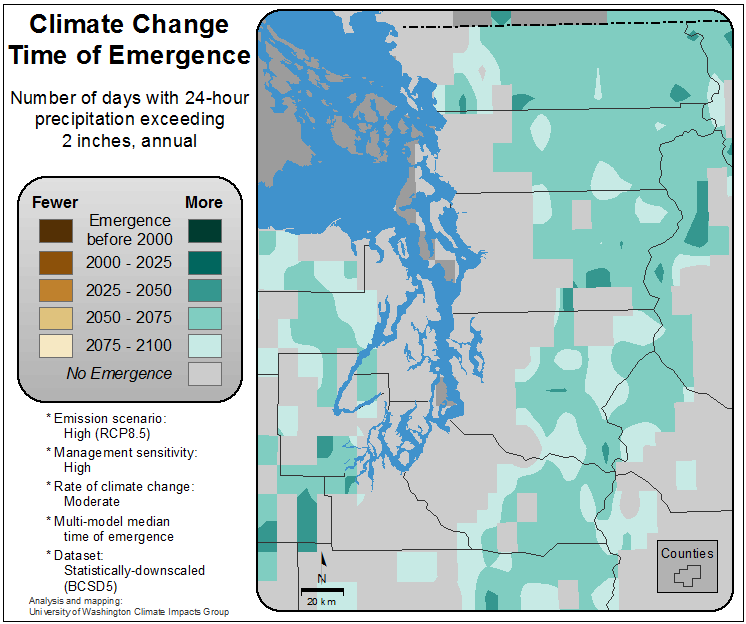 Climate Change
Time of Emergence
Number of days with 24-hour
precipitation exceeding
2 inches, annual
Fewer More
Emergence
before 2000
2000 - 2025
2025 - 2050
2050 - 2075
2075 - 2100
No Emergence
* Emission scenario:
High (RCP8.5)
* Management sensitivity:
High
* Rate of climate change:
Moderate
* Multi-model median
time of emergence
* Dataset:
Statistically-downscaled
(BCSD5)
Analysis and mapping:
University of Washington Climate Impacts Group
N
20 km
Counties